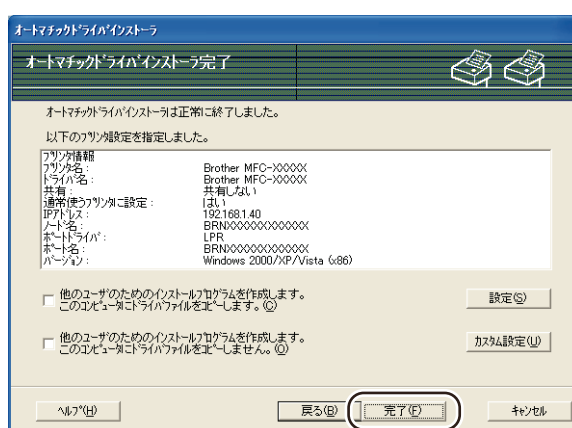 オートマチックドライバインストーラ
オートマチックドライバインストーラ完了
オートマチックドライバインストーラは正常に終了しました。
以下のプリンタ設定を指定しました。
プリンタ情報
プリンタ名 : Brother MFC-XXXXX
ドライバ名 : Brother MFC-XXXXX
共有 : 共有しない
通常使うプリンタに設定 : はい
IPアドレス : 192.168.1.40
ノード名 : BRNXXXXXXXXXXXX
ポートドライバ : LPR
ポート名 : BRNXXXXXXXXXXXX
バージョン : Windows 2000/XP/Vista (x86)
他のユーザのためのインストールプログラムを作成します。
このコンピュータにドライバファイルをコピーします。(C)
設定(S)
他のユーザのためのインストールプログラムを作成します。
このコンピュータにドライバファイルをコピーしません。(O)
カスタム設定(U)
ヘルプ(H) 戻る(B) 完了(F) キャンセル